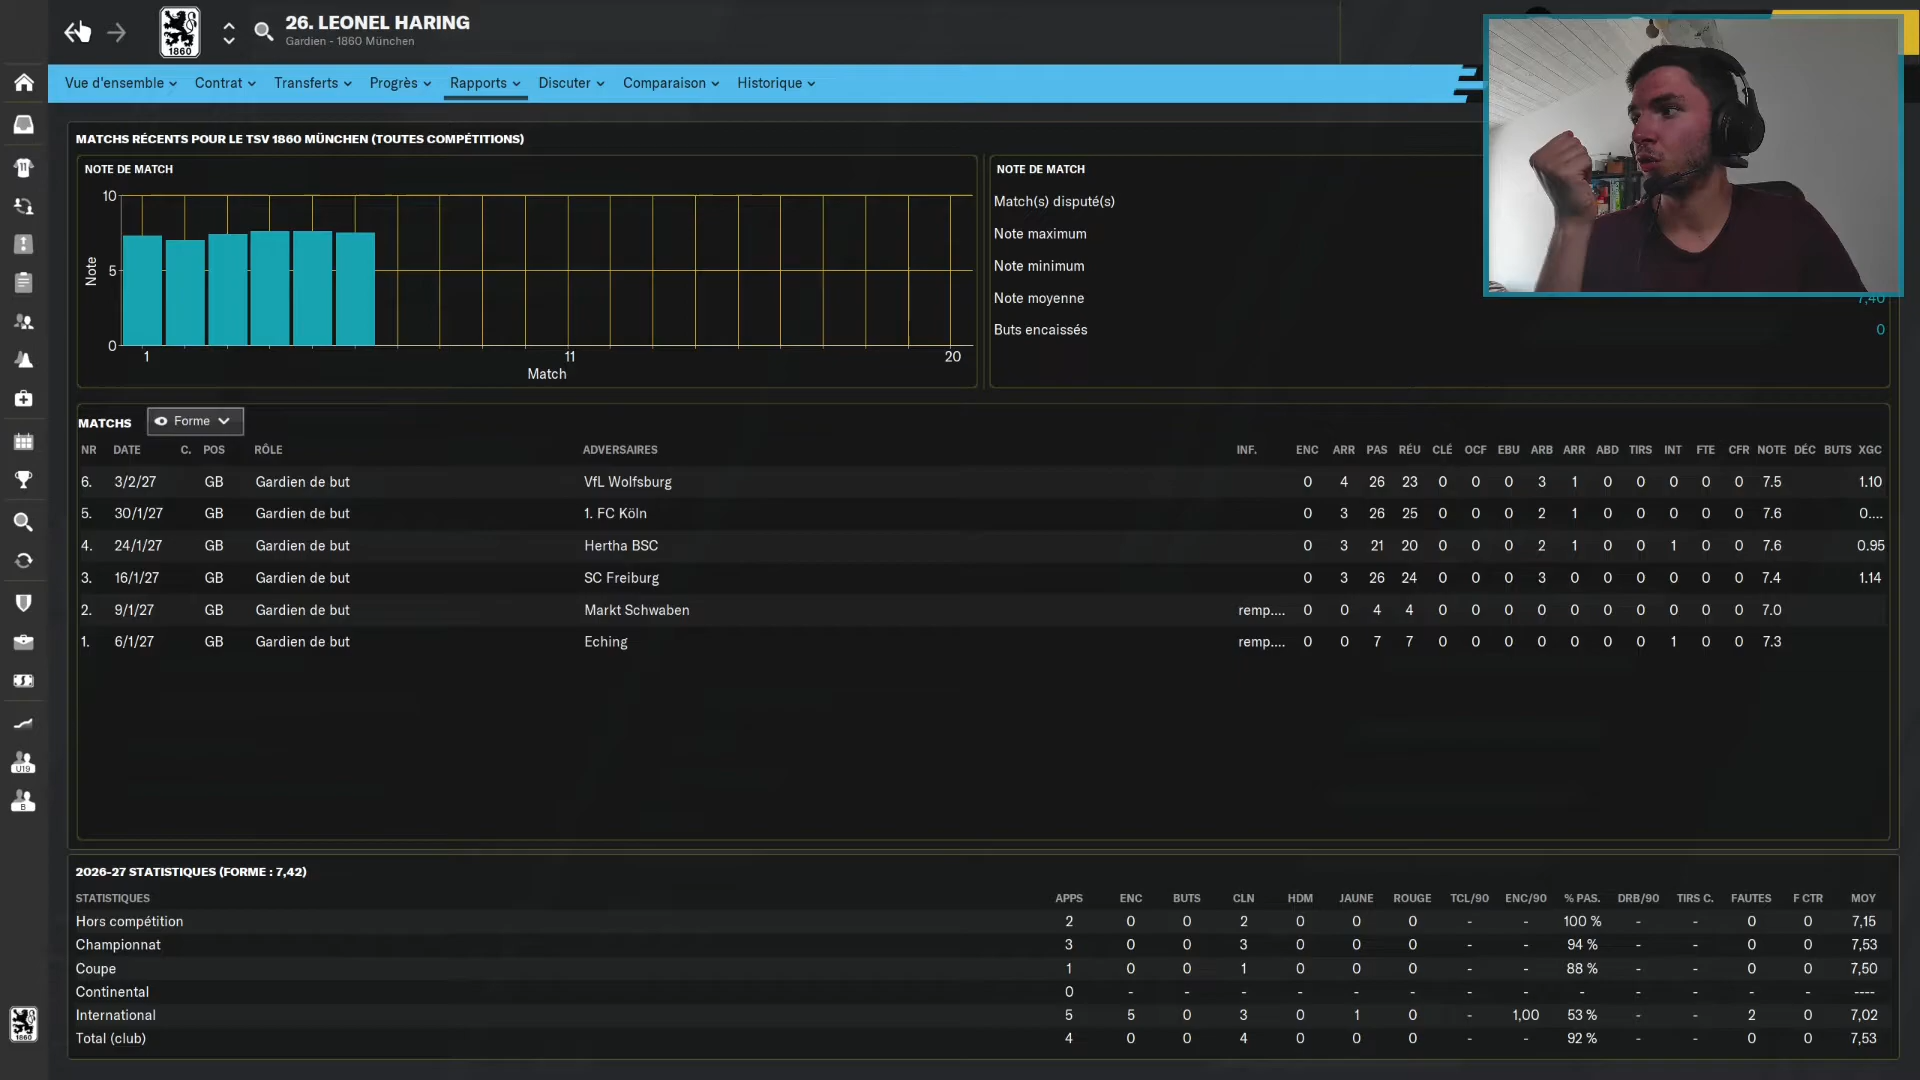 26. LEONEL HARING
Gardien - 1860 München
1860
Vue d'ensemble Contrat Transferts Progrès Rapports Discuter Comparaison Historique
MATCHS RÉCENTS POUR LE TSV 1860 MÜNCHEN (TOUTES COMPÉTITIONS)
NOTE DE MATCH
10
5
0
Note
1 11 20
Match
NOTE DE MATCH
Match(s) disputé(s)
Note maximum
Note minimum
Note moyenne 7,40
Buts encaissés 0
MATCHS Forme
NR DATE C. POS RÔLE ADVERSAIRES INF. ENC ARR PAS RÉU CLÉ OCF EBU ARB ARR ABD TIRS INT FTE CFR NOTE DÉC BUTS XGC
6. 3/2/27 GB Gardien de but VfL Wolfsburg 0 4 26 23 0 0 0 3 1 0 0 0 0 0 7.5 1.10
5. 30/1/27 GB Gardien de but 1. FC Köln 0 3 26 25 0 0 0 2 1 0 0 0 0 0 7.6 0....
4. 24/1/27 GB Gardien de but Hertha BSC 0 3 21 20 0 0 0 2 1 0 0 1 0 0 7.6 0.95
3. 16/1/27 GB Gardien de but SC Freiburg 0 3 26 24 0 0 0 3 0 0 0 0 0 0 7.4 1.14
2. 9/1/27 GB Gardien de but Markt Schwaben remp.... 0 0 4 4 0 0 0 0 0 0 0 0 0 0 7.0
1. 6/1/27 GB Gardien de but Eching remp.... 0 0 7 7 0 0 0 0 0 0 0 1 0 0 7.3
2026-27 STATISTIQUES (FORME : 7,42)
STATISTIQUES APPS ENC BUTS CLN HDM JAUNE ROUGE TCL/90 ENC/90 % PAS. DRB/90 TIRS C. FAUTES F CTR MOY
Hors compétition 2 0 0 2 0 0 0 - - 100 % - - 0 0 7,15
Championnat 3 0 0 3 0 0 0 - - 94 % - - 0 0 7,53
Coupe 1 0 0 1 0 0 0 - - 88 % - - 0 0 7,50
Continental 0 - - - - - - - - - - - - - ----
International 5 5 0 3 0 1 0 - 1,00 53 % - - 2 0 7,02
Total (club) 4 0 0 4 0 0 0 - - 92 % - - 0 0 7,53
11
U19
B
1860